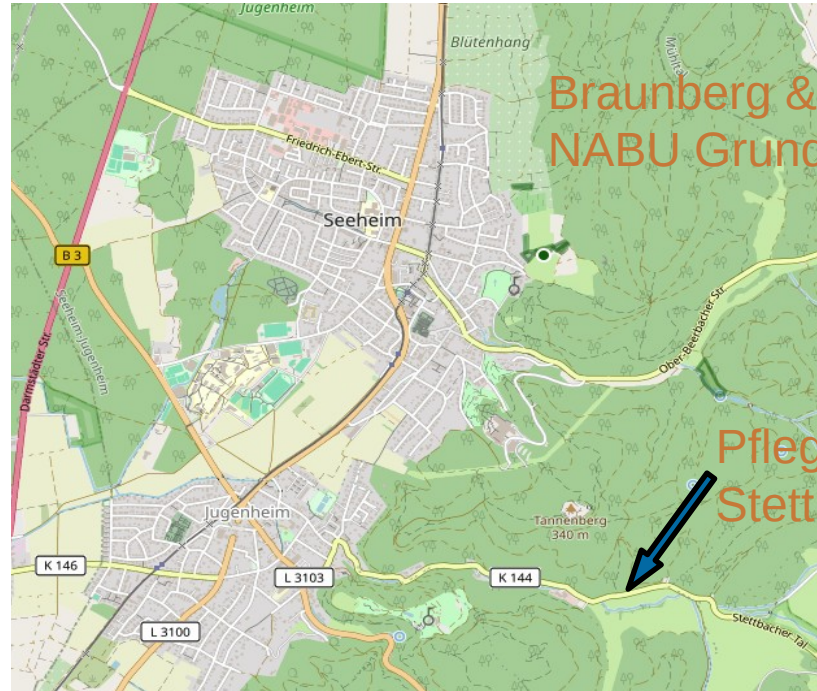 Jugenheim
Blütenhang
Mühltal
Braunberg &
NABU Grund
Friedrich-Ebert-Str.
Seeheim
B 3
Seeheim-Jugenheim
Darmstädter Str.
Ober-Beerbacher Str.
Pfleg
Stett
Jugenheim
Tannenberg
340 m
K 146
L 3103
K 144
L 3100
Stettbacher Tal